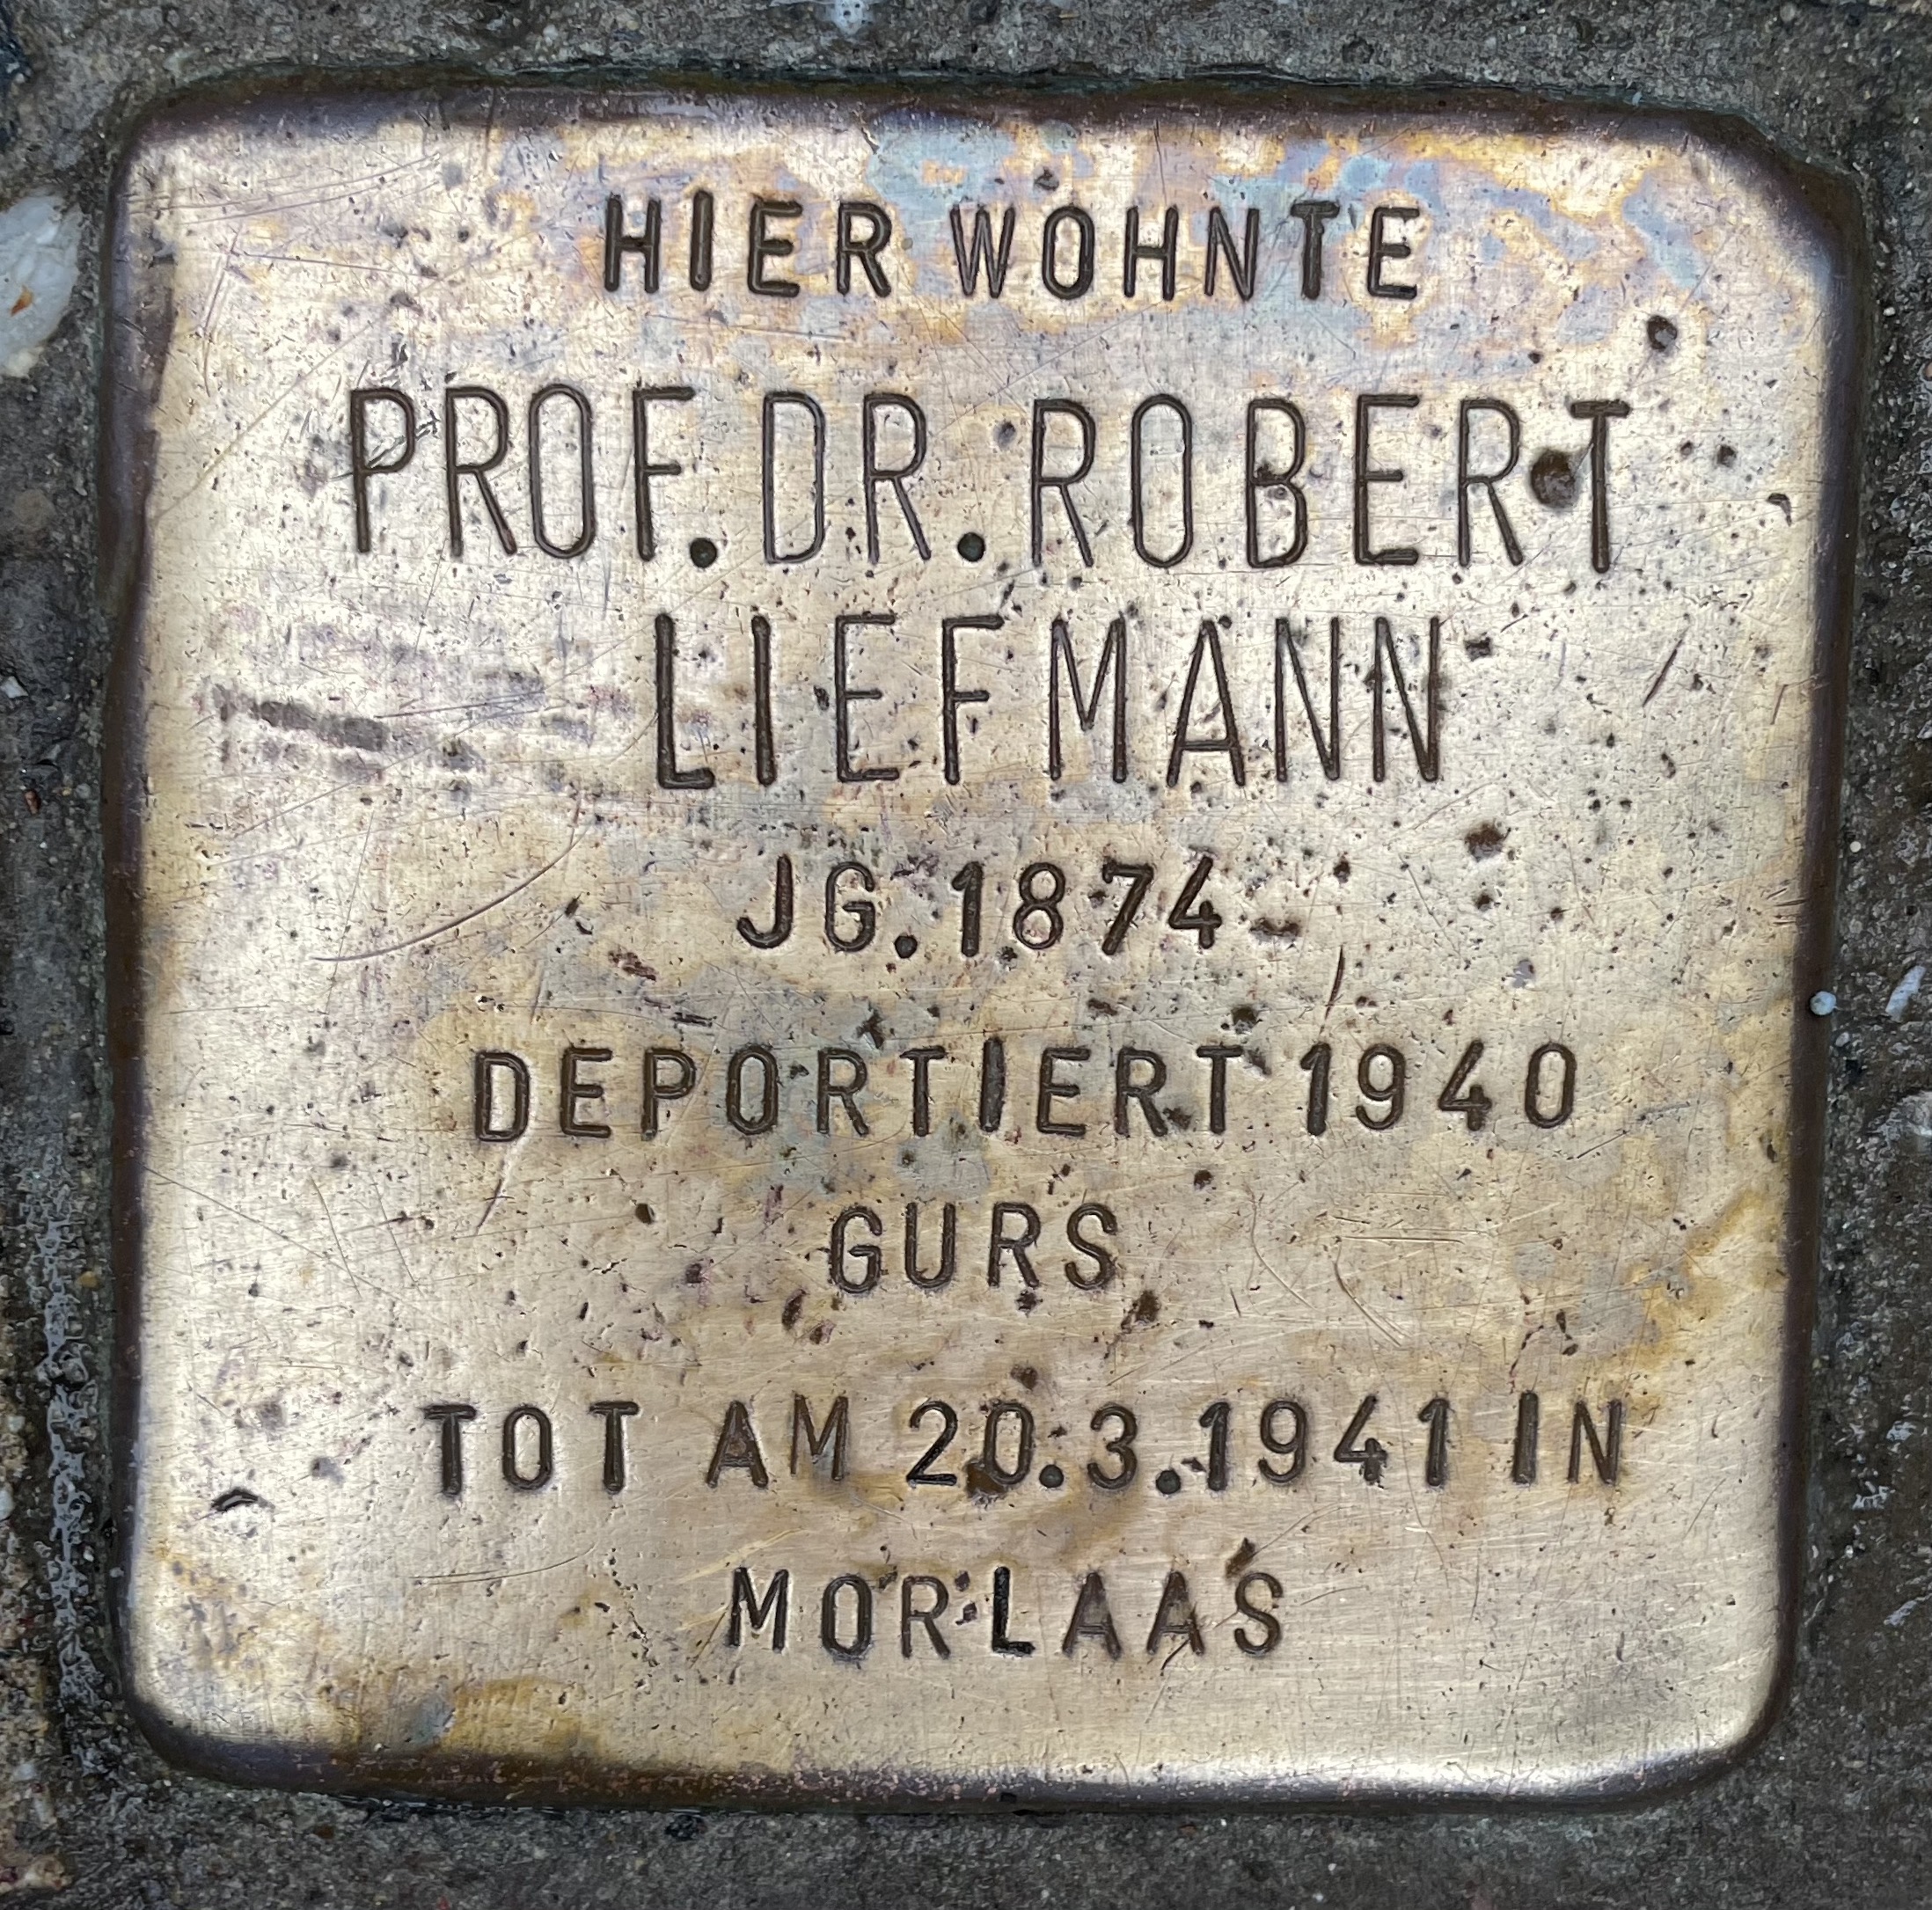 HIER WOHNTE
PROF. DR. ROBERT
LIEFMANN
JG. 1874
DEPORTIERT 1940
GURS
TOT AM 20.3.1941 IN
MORLAAS